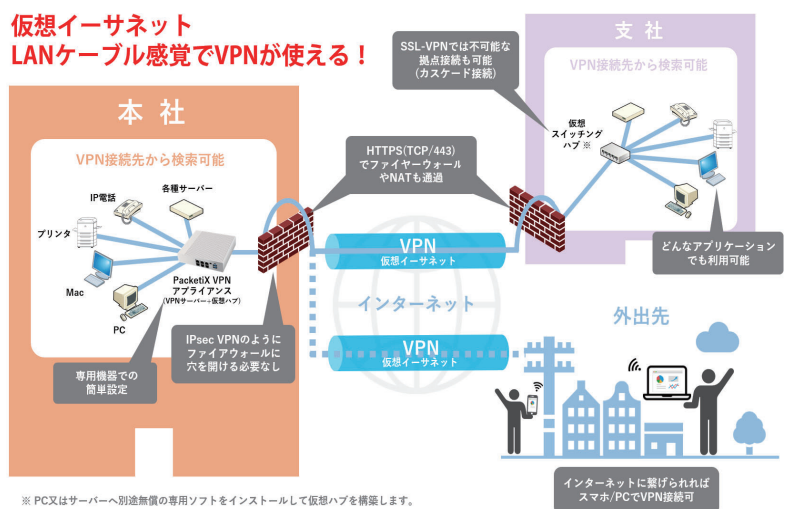 仮想イーサネット
LANケーブル感覚でVPNが使える！
本 社
VPN接続先から検索可能
IP電話
各種サーバー
プリンタ
Mac
PC
PacketiX VPN
アプライアンス
(VPNサーバー+仮想ハブ)
専用機器での
簡単設定
IPsec VPNのように
ファイアウォールに
穴を開ける必要なし
HTTPS(TCP/443)
でファイヤーウォール
やNATも通過
SSL-VPNでは不可能な
拠点接続も可能
(カスケード接続)
支 社
VPN接続先から検索可能
仮想
スイッチング
ハブ ※
どんなアプリケーション
でも利用可能
VPN
仮想イーサネット
インターネット
VPN
仮想イーサネット
外出先
インターネットに繋げられれば
スマホ/PCでVPN接続可
※ PC又はサーバーへ別途無償の専用ソフトをインストールして仮想ハブを構築します。